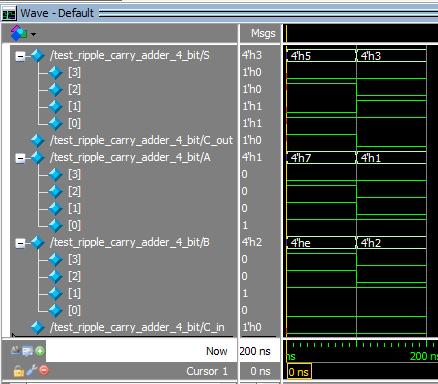 Wave - Default
Msgs
/test_ripple_carry_adder_4_bit/S 4'h3 4'h5 4'h3
[3] 1'h0
[2] 1'h0
[1] 1'h1
[0] 1'h1
/test_ripple_carry_adder_4_bit/C_out 1'h0
/test_ripple_carry_adder_4_bit/A 4'h1 4'h7 4'h1
[3] 0
[2] 0
[1] 0
[0] 1
/test_ripple_carry_adder_4_bit/B 4'h2 4'he 4'h2
[3] 0
[2] 0
[1] 1
[0] 0
/test_ripple_carry_adder_4_bit/C_in 1'h0
Now 200 ns ns 200 n
Cursor 1 0 ns 0 ns